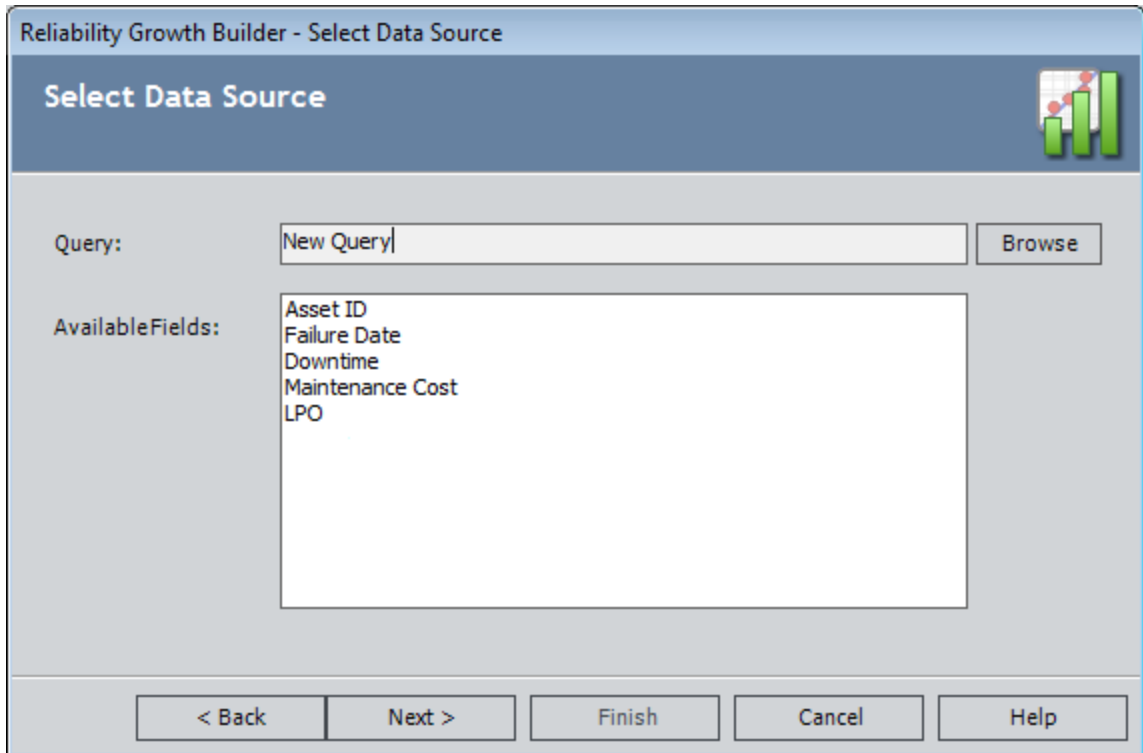 Reliability Growth Builder - Select Data Source
Select Data Source
Query:
New Query
Browse
AvailableFields:
Asset ID
Failure Date
Downtime
Maintenance Cost
LPO
< Back
Next >
Finish
Cancel
Help